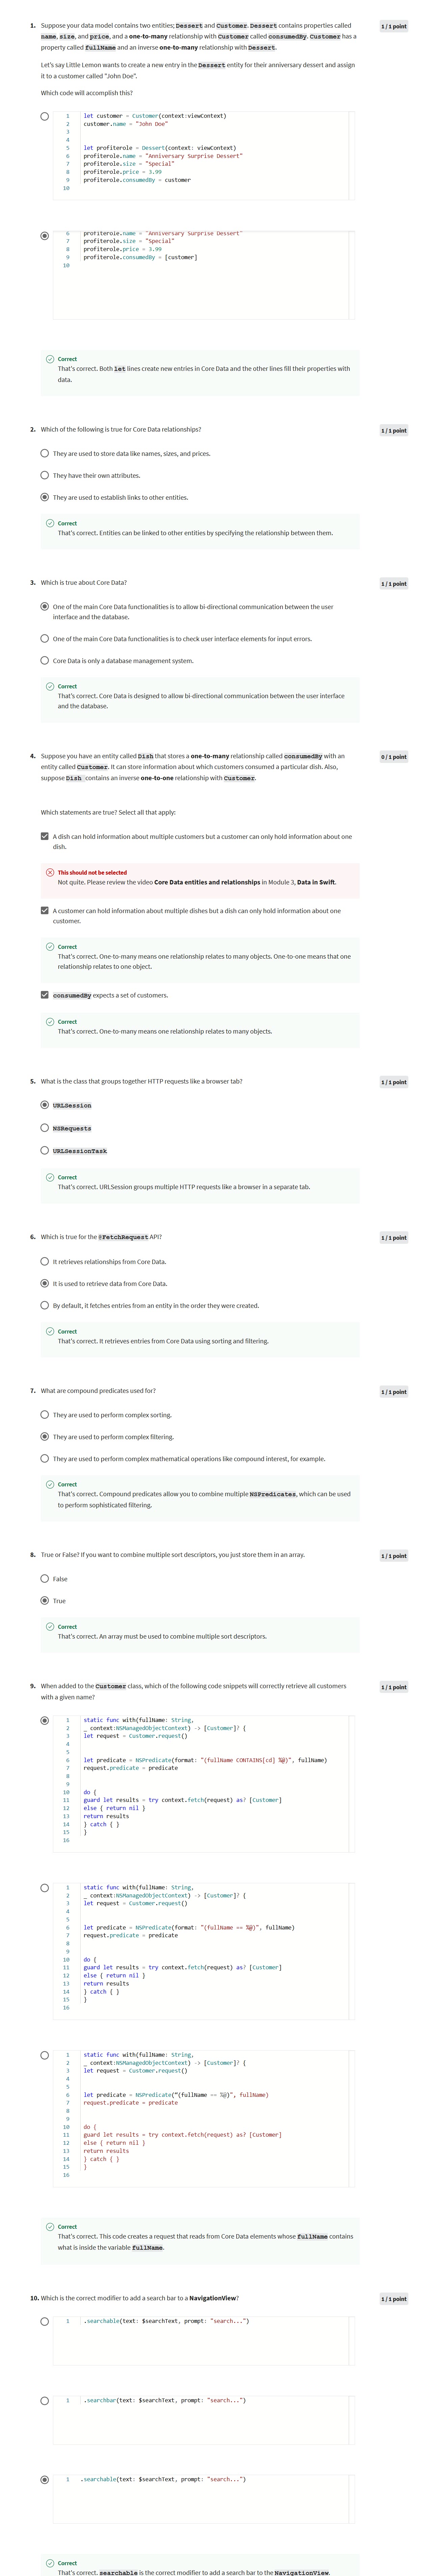 1. Suppose your data model contains two entities; Dessert and Customer. Dessert contains properties called
1 / 1 point
name, size, and price, and a one-to-many relationship with Customer called consumedBy. Customer has a
property called fullName and an inverse one-to-many relationship with Dessert.
Let's say Little Lemon wants to create a new entry in the Dessert entity for their anniversary dessert and assign
it to a customer called "John Doe".
Which code will accomplish this?
1 let customer = Customer(context:viewContext)
2 customer.name = "John Doe"
3
4
5 let profiterole = Dessert(context: viewContext)
6 profiterole.name = "Anniversary Surprise Dessert"
7 profiterole.size = "Special"
8 profiterole.price = 3.99
9 profiterole.consumedBy = customer
10
6 profiterole.name = "Anniversary Surprise Dessert"
7 profiterole.size = "Special"
8 profiterole.price = 3.99
9 profiterole.consumedBy = [customer]
10
Correct
That's correct. Both let lines create new entries in Core Data and the other lines fill their properties with
data.
2. Which of the following is true for Core Data relationships?
1 / 1 point
They are used to store data like names, sizes, and prices.
They have their own attributes.
They are used to establish links to other entities.
Correct
That's correct. Entities can be linked to other entities by specifying the relationship between them.
3. Which is true about Core Data?
1 / 1 point
One of the main Core Data functionalities is to allow bi-directional communication between the user
interface and the database.
One of the main Core Data functionalities is to check user interface elements for input errors.
Core Data is only a database management system.
Correct
That's correct. Core Data is designed to allow bi-directional communication between the user interface
and the database.
4. Suppose you have an entity called Dish that stores a one-to-many relationship called consumedBy with an
0 / 1 point
entity called Customer. It can store information about which customers consumed a particular dish. Also,
suppose Dish contains an inverse one-to-one relationship with Customer.
Which statements are true? Select all that apply:
A dish can hold information about multiple customers but a customer can only hold information about one
dish.
This should not be selected
Not quite. Please review the video Core Data entities and relationships in Module 3, Data in Swift.
A customer can hold information about multiple dishes but a dish can only hold information about one
customer.
Correct
That's correct. One-to-many means one relationship relates to many objects. One-to-one means that one
relationship relates to one object.
consumedBy expects a set of customers.
Correct
That's correct. One-to-many means one relationship relates to many objects.
5. What is the class that groups together HTTP requests like a browser tab?
1 / 1 point
URLSession
NSRequests
URLSessionTask
Correct
That's correct. URLSession groups multiple HTTP requests like a browser in a separate tab.
6. Which is true for the @FetchRequest API?
1 / 1 point
It retrieves relationships from Core Data.
It is used to retrieve data from Core Data.
By default, it fetches entries from an entity in the order they were created.
Correct
That's correct. It retrieves entries from Core Data using sorting and filtering.
7. What are compound predicates used for?
1 / 1 point
They are used to perform complex sorting.
They are used to perform complex filtering.
They are used to perform complex mathematical operations like compound interest, for example.
Correct
That's correct. Compound predicates allow you to combine multiple NSPredicates, which can be used
to perform sophisticated filtering.
8. True or False? If you want to combine multiple sort descriptors, you just store them in an array.
1 / 1 point
False
True
Correct
That's correct. An array must be used to combine multiple sort descriptors.
9. When added to the Customer class, which of the following code snippets will correctly retrieve all customers
1 / 1 point
with a given name?
1 static func with(fullName: String,
2 _ context:NSManagedObjectContext) -> [Customer]? {
3 let request = Customer.request()
4
5
6 let predicate = NSPredicate(format: "(fullName CONTAINS[cd] %@)", fullName)
7 request.predicate = predicate
8
9
10 do {
11 guard let results = try context.fetch(request) as? [Customer]
12 else { return nil }
13 return results
14 } catch { }
15 }
16
1 static func with(fullName: String,
2 _ context:NSManagedObjectContext) -> [Customer]? {
3 let request = Customer.request()
4
5
6 let predicate = NSPredicate(format: "(fullName == %@)", fullName)
7 request.predicate = predicate
8
9
10 do {
11 guard let results = try context.fetch(request) as? [Customer]
12 else { return nil }
13 return results
14 } catch { }
15 }
16
1 static func with(fullName: String,
2 _ context:NSManagedObjectContext) -> [Customer]? {
3 let request = Customer.request()
4
5
6 let predicate = NSPredicate("(fullName == %@)", fullName)
7 request.predicate = predicate
8
9
10 do {
11 guard let results = try context.fetch(request) as? [Customer]
12 else { return nil }
13 return results
14 } catch { }
15 }
16
Correct
That's correct. This code creates a request that reads from Core Data elements whose fullName contains
what is inside the variable fullName.
10. Which is the correct modifier to add a search bar to a NavigationView?
1 / 1 point
1 .searchable(text: $searchText, prompt: "search...")
1 .searchbar(text: $searchText, prompt: "search...")
1 .searchable(text: $searchText, prompt: "search...")
Correct
That's correct. searchable is the correct modifier to add a search bar to the NavigationView.